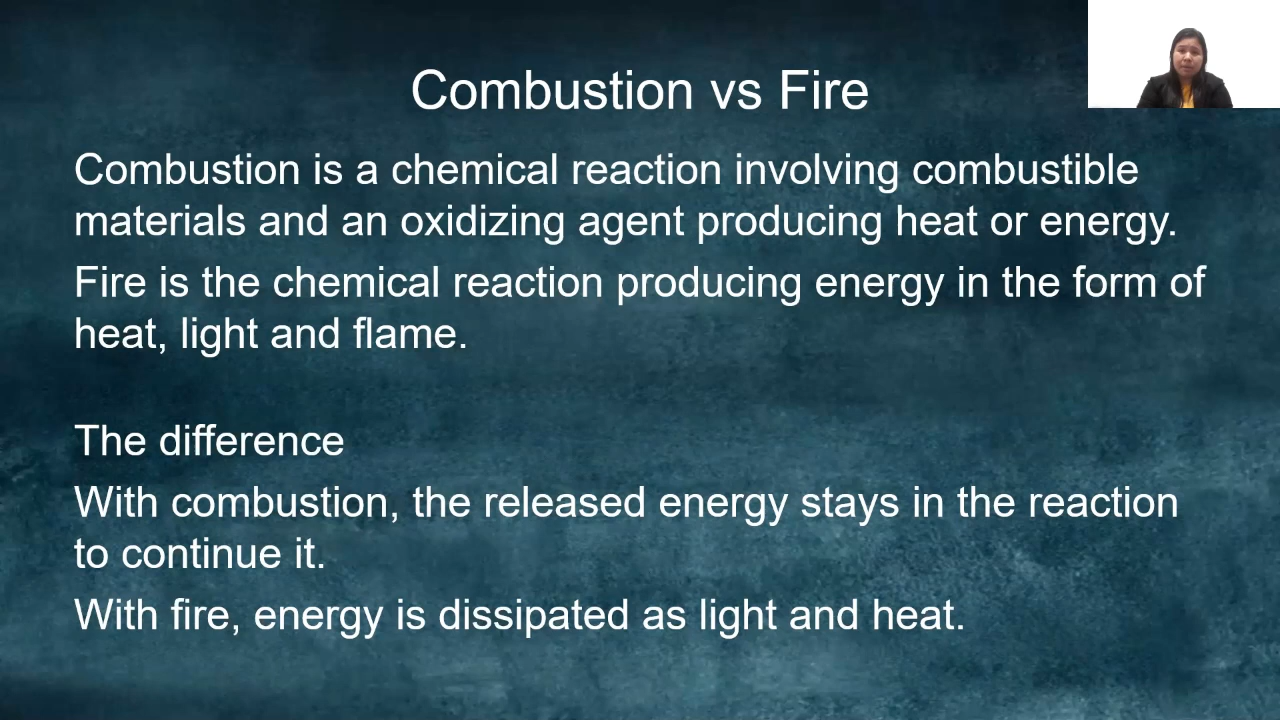 Combustion vs Fire
Combustion is a chemical reaction involving combustible
materials and an oxidizing agent producing heat or energy.
Fire is the chemical reaction producing energy in the form of
heat, light and flame.
The difference
With combustion, the released energy stays in the reaction
to continue it.
With fire, energy is dissipated as light and heat.